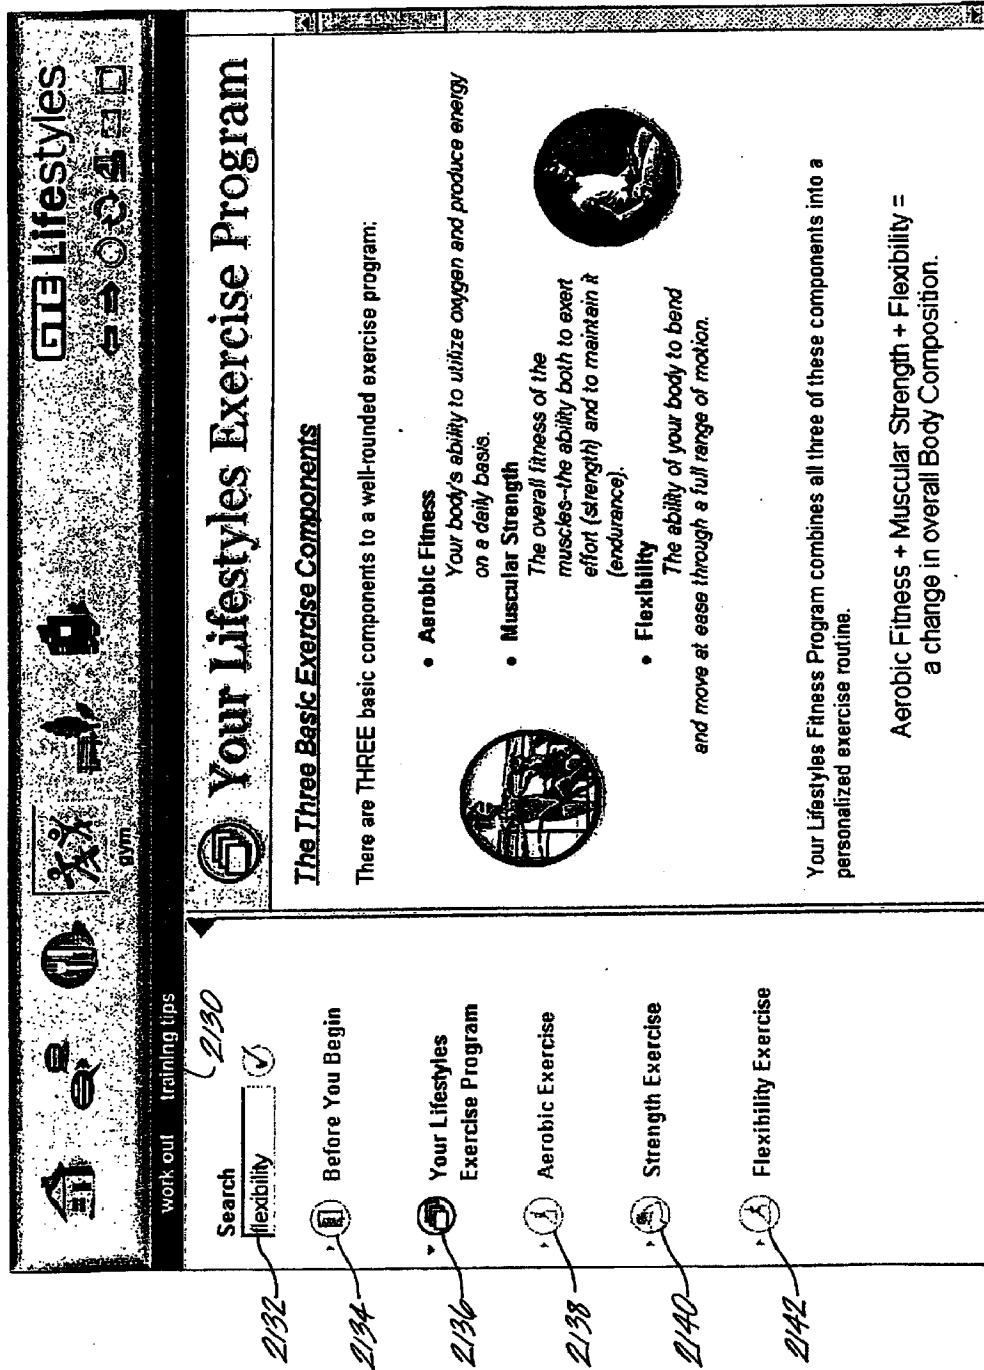 GTE Lifestyles
gym
work out training tips
2130
Search
flexibility
2132
Before You Begin
2134
Your Lifestyles
Exercise Program
2136
Aerobic Exercise
2138
Strength Exercise
2140
Flexibility Exercise
2142
Your Lifestyles Exercise Program
The Three Basic Exercise Components
There are THREE basic components to a well-rounded exercise program:
• Aerobic Fitness
Your body's ability to utilize oxygen and produce energy
on a daily basis.
• Muscular Strength
The overall fitness of the
muscles--the ability both to exert
effort (strength) and to maintain it
(endurance).
• Flexibility
The ability of your body to bend
and move at ease through a full range of motion.
Your Lifestyles Fitness Program combines all three of these components into a
personalized exercise routine.
Aerobic Fitness + Muscular Strength + Flexibility =
a change in overall Body Composition.